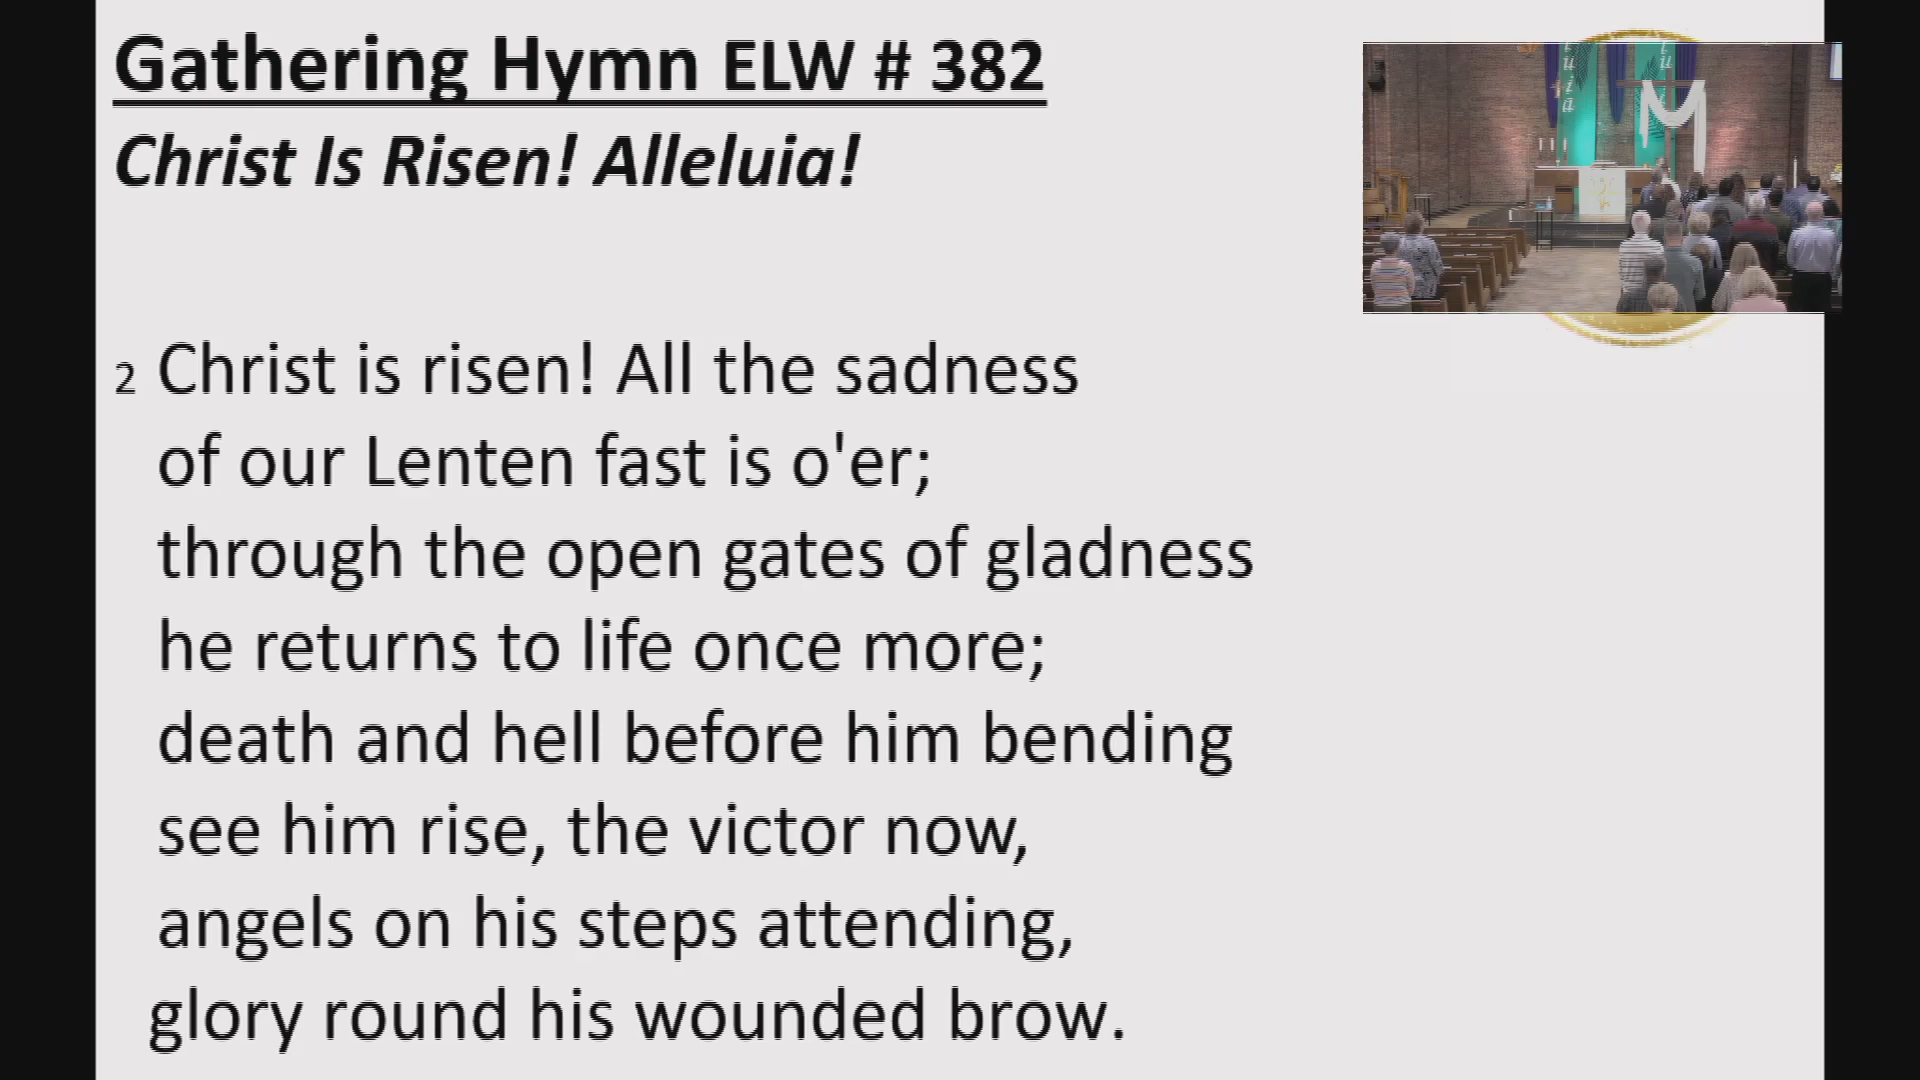 Gathering Hymn ELW # 382
Christ Is Risen! Alleluia!
2 Christ is risen! All the sadness
of our Lenten fast is o'er;
through the open gates of gladness
he returns to life once more;
death and hell before him bending
see him rise, the victor now,
angels on his steps attending,
glory round his wounded brow.